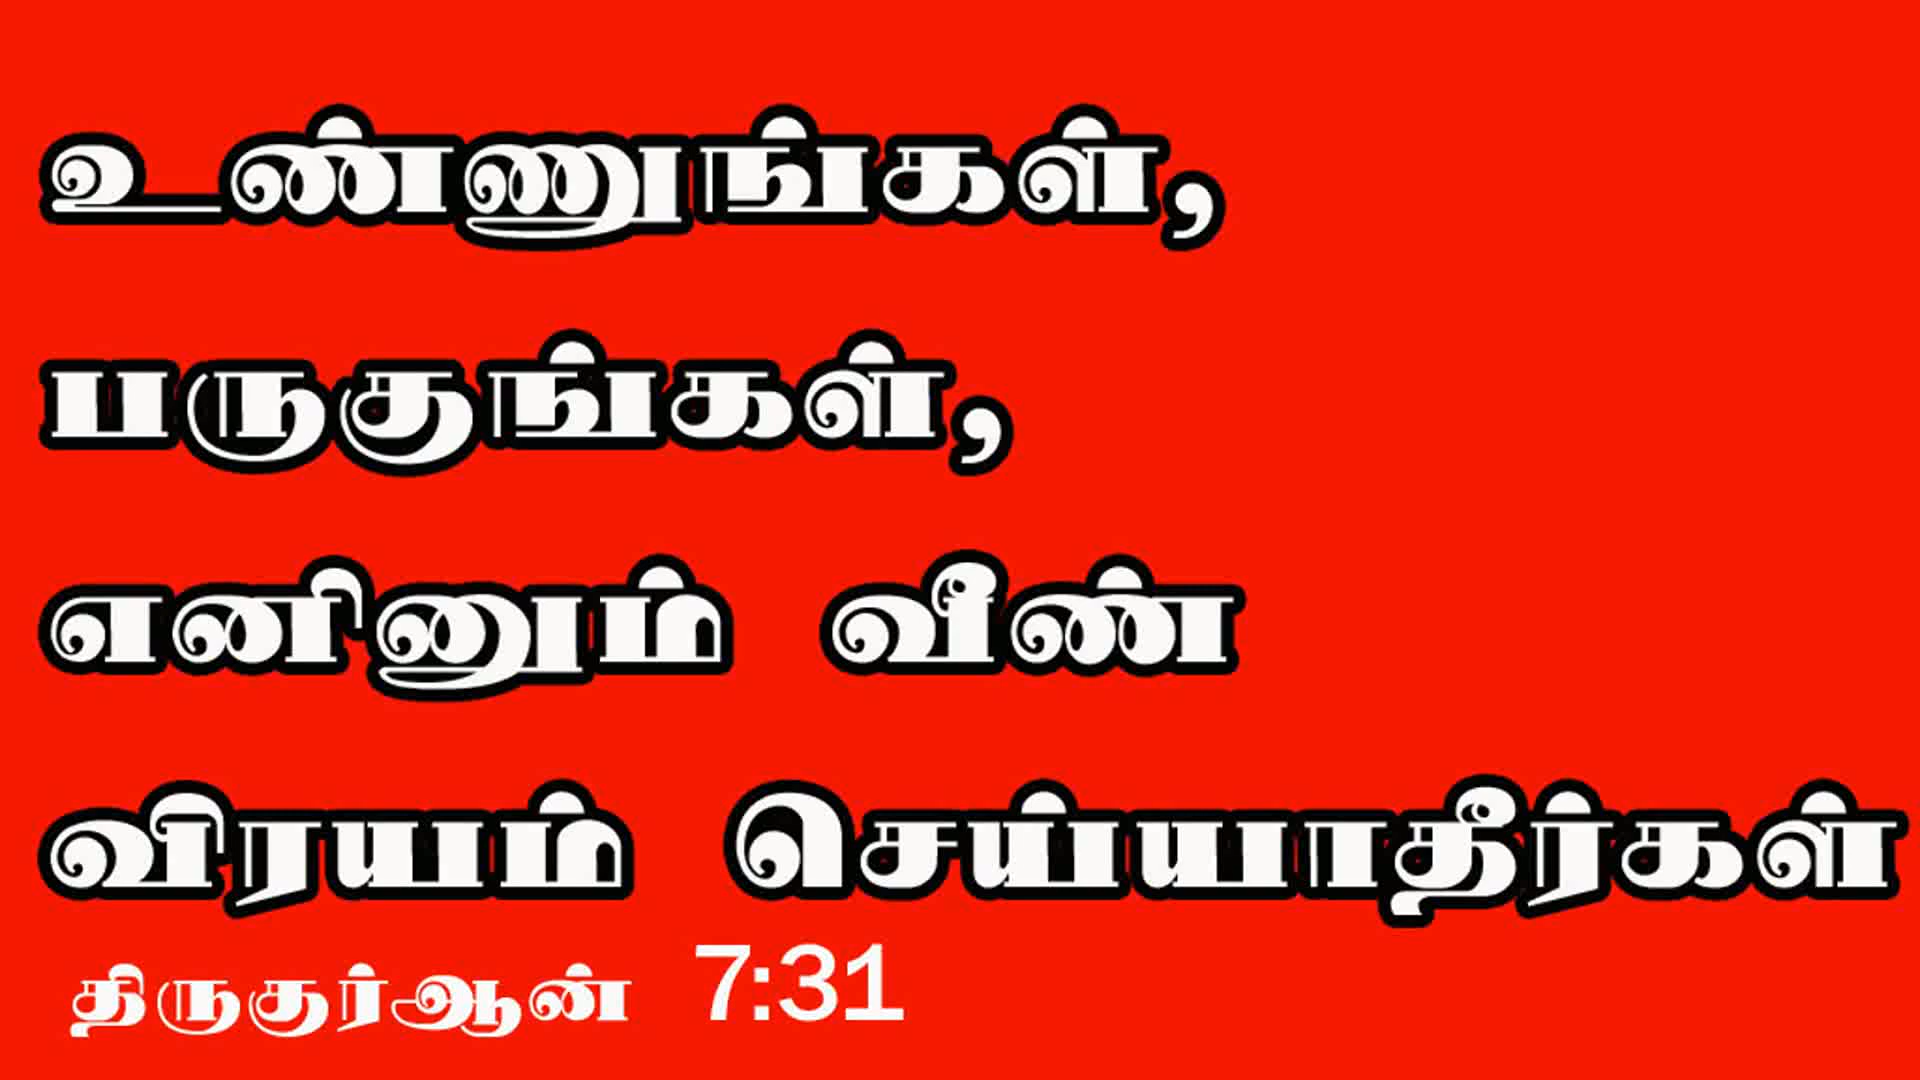 உண்ணுங்கள்,
பருகுங்கள்,
எனினும் வீண்
விரயம் செய்யாதீர்கள்
திருகுர்ஆன் 7:31